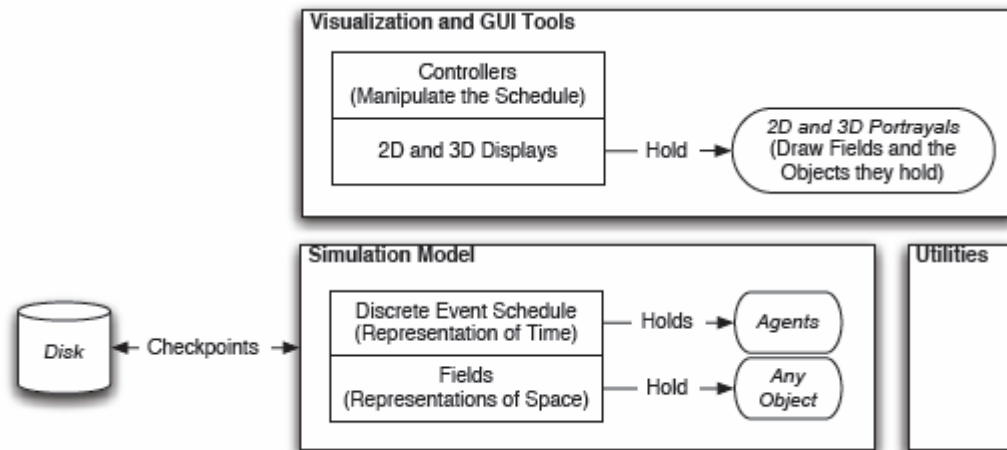 Visualization and GUI Tools
Controllers
(Manipulate the Schedule)
2D and 3D Displays
Hold
2D and 3D Portrayals
(Draw Fields and the
Objects they hold)
Simulation Model
Utilities
Disk
Checkpoints
Discrete Event Schedule
(Representation of Time)
Holds
Agents
Fields
(Representations of Space)
Hold
Any
Object